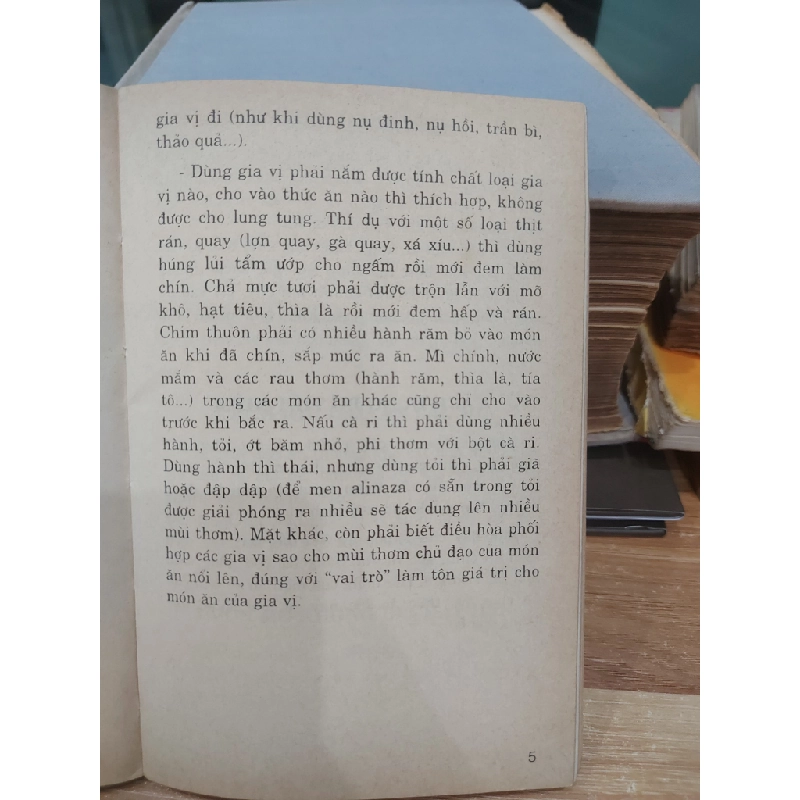 gia vị đi (như khi dùng nụ đinh, nụ hồi, trần bì,
thảo quả...).
- Dùng gia vị phải nắm được tính chất loại gia
vị nào, cho vào thức ăn nào thì thích hợp, không
được cho lung tung. Thí dụ với một số loại thịt
rán, quay (lợn quay, gà quay, xá xíu...) thì dùng
húng lìu tẩm ướp cho ngấm rồi mới đem làm
chín. Chả mực tươi phải được trộn lẫn với mỡ
khổ, hạt tiêu, thìa là rồi mới đem hấp và rán.
Chim thuôn phải có nhiều hành răm bỏ vào món
ăn khi đã chín, sắp múc ra ăn. Mì chính, nước
mắm và các rau thơm (hành răm, thìa là, tía
tô...) trong các món ăn khác cũng chỉ cho vào
trước khi bắc ra. Nấu cà ri thì phải dùng nhiều
hành, tỏi, ớt băm nhỏ, phi thơm với bột cà ri.
Dùng hành thì thái, nhưng dùng tỏi thì phải giã
hoặc đập dập (để men alinaza có sẵn trong tỏi
được giải phóng ra nhiều sẽ tác dụng lên nhiều
mùi thơm). Mặt khác, còn phải biết điều hòa phối
hợp các gia vị sao cho mùi thơm chủ đạo của món
ăn nổi lên, đúng với “vai trò” làm tôn giá trị cho
món ăn của gia vị.
5